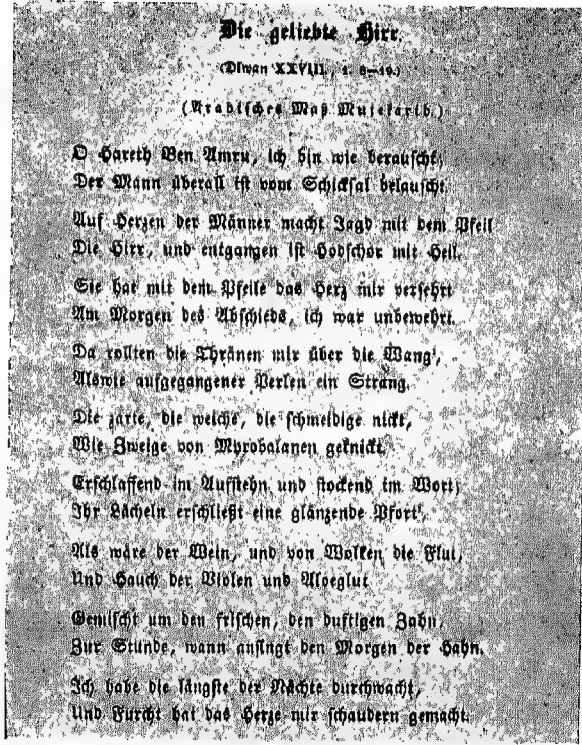 Die geliebte Hirr.
(Diwan XXVIII, 1. 8—19.)
(Arabisches Maß Mutekarib.)
O Hareth Ben Amru, ich bin wie berauscht;
Der Mann überall ist vom Schicksal belauscht.
Auf Herzen der Männer macht Jagd mit dem Pfeil
Die Hirr, und entgangen ist Hodschor mit Heil.
Sie hat mit dem Pfeile das Herz mir versehrt
Am Morgen des Abschieds, ich war unbewehrt.
Da rollten die Thränen mir über die Wang',
Alswie aufgegangener Perlen ein Strang.
Die zarte, die weiche, die schmeidige nickt,
Wie Zweige von Myrobalanen geknickt.
Erschlaffend im Aufstehn und stockend im Wort;
Ihr Lächeln erschließt eine glänzende Pfort'.
Als wäre der Wein, und von Wolken die Flut,
Und Hauch der Violen und Aloeglut
Gemischt um den frischen, den duftigen Zahn,
Zur Stunde, wann ansingt den Morgen der Hahn.
Ich habe die längste der Nächte durchwacht,
Und Furcht hat das Herze mir schaudern gemacht.